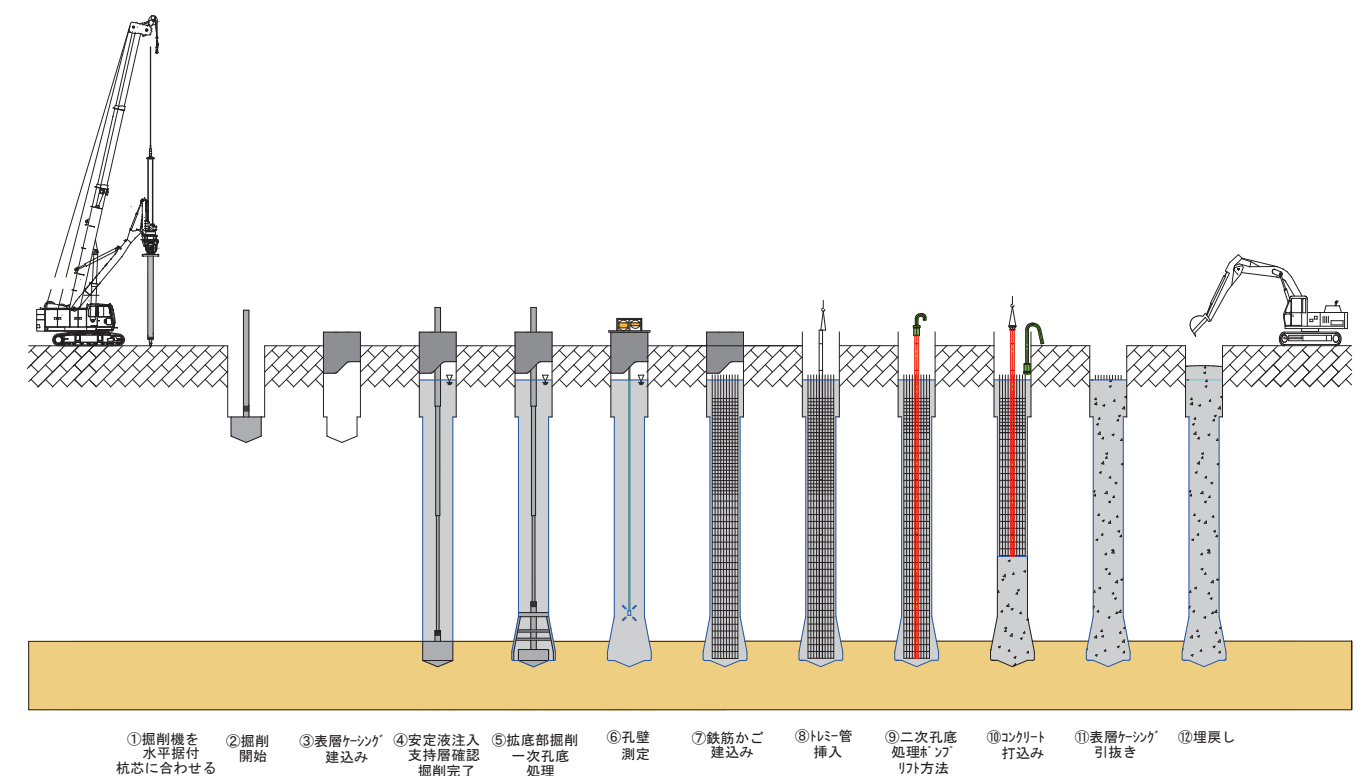 ①掘削機を
水平据付
杭芯に合わせる
②掘削
開始
③表層ケーシング
建込み
④安定液注入
支持層確認
掘削完了
⑤拡底部掘削
一次孔底
処理
⑥孔壁
測定
⑦鉄筋かご
建込み
⑧トレミー管
挿入
⑨二次孔底
処理ポンプ
リフト方法
⑩コンクリート
打込み
⑪表層ケーシング
引抜き
⑫埋戻し